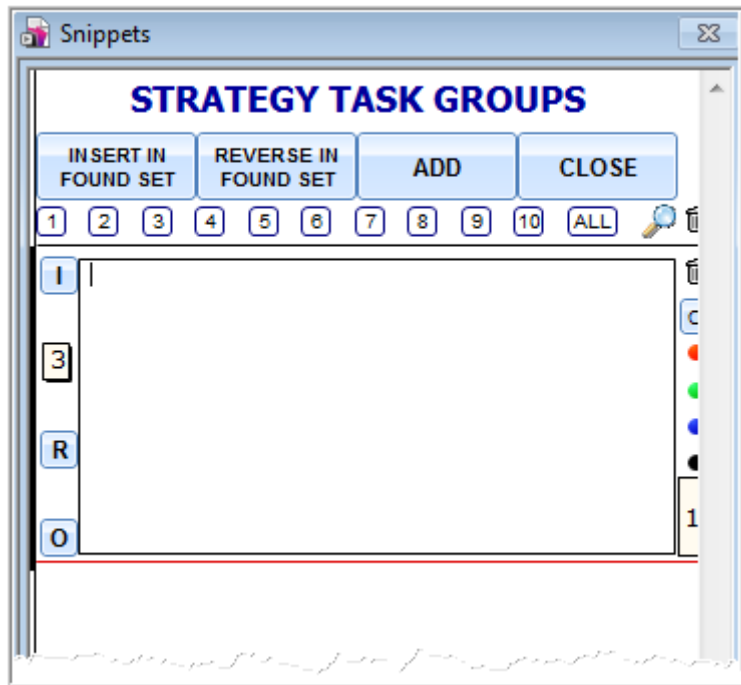 Snippets
STRATEGY TASK GROUPS
INSERT IN
FOUND SET
REVERSE IN
FOUND SET
ADD
CLOSE
1 2 3 4 5 6 7 8 9 10 ALL
I
C
3
R
1
O